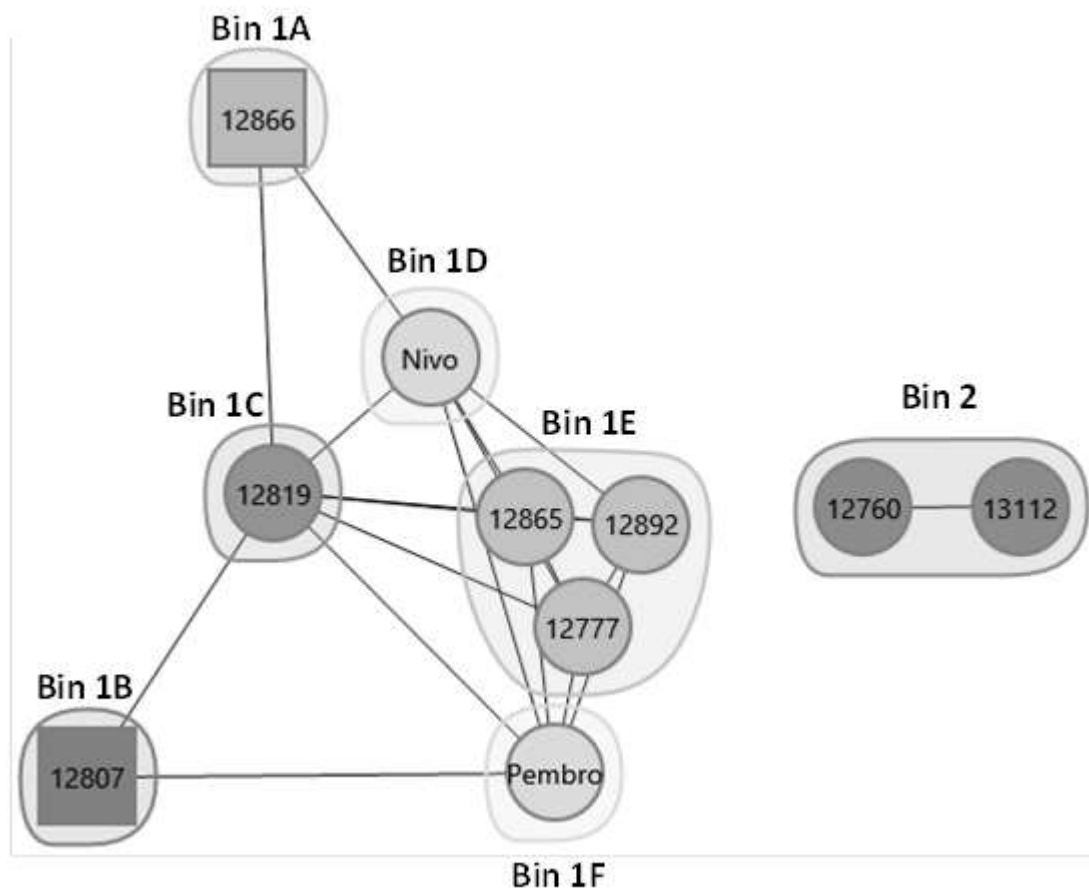 Bin 1A
12866
Bin 1D
Nivo
Bin 1C
Bin 1E
Bin 2
12819
12865
12892
12760
13112
12777
Bin 1B
12807
Pembro
Bin 1F